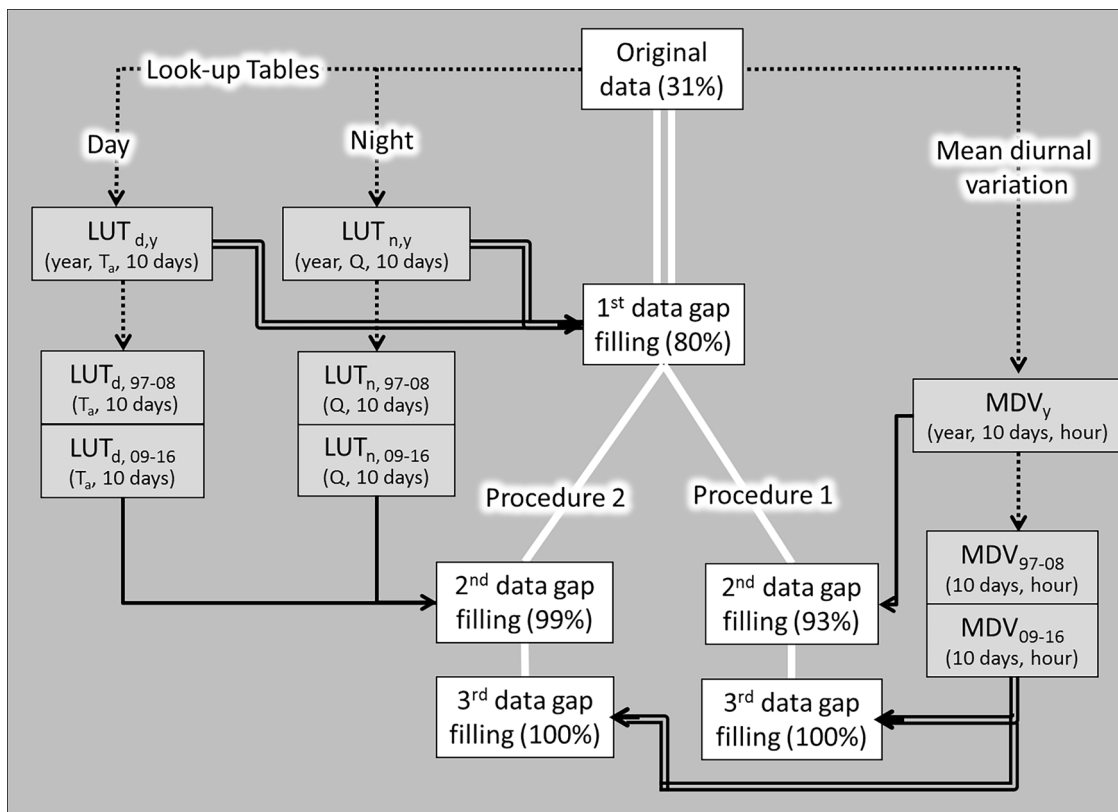 Original
data (31%)
Look-up Tables
Day
Night
Mean diurnal
variation
LUT d,y
(year, Ta, 10 days)
LUT n,y
(year, Q, 10 days)
1st data gap
filling (80%)
LUTd, 97-08
(Ta, 10 days)
LUTd, 09-16
(Ta, 10 days)
LUTn, 97-08
(Q, 10 days)
LUTn, 09-16
(Q, 10 days)
MDVy
(year, 10 days, hour)
Procedure 2
Procedure 1
2nd data gap
filling (99%)
2nd data gap
filling (93%)
MDV97-08
(10 days, hour)
MDV09-16
(10 days, hour)
3rd data gap
filling (100%)
3rd data gap
filling (100%)